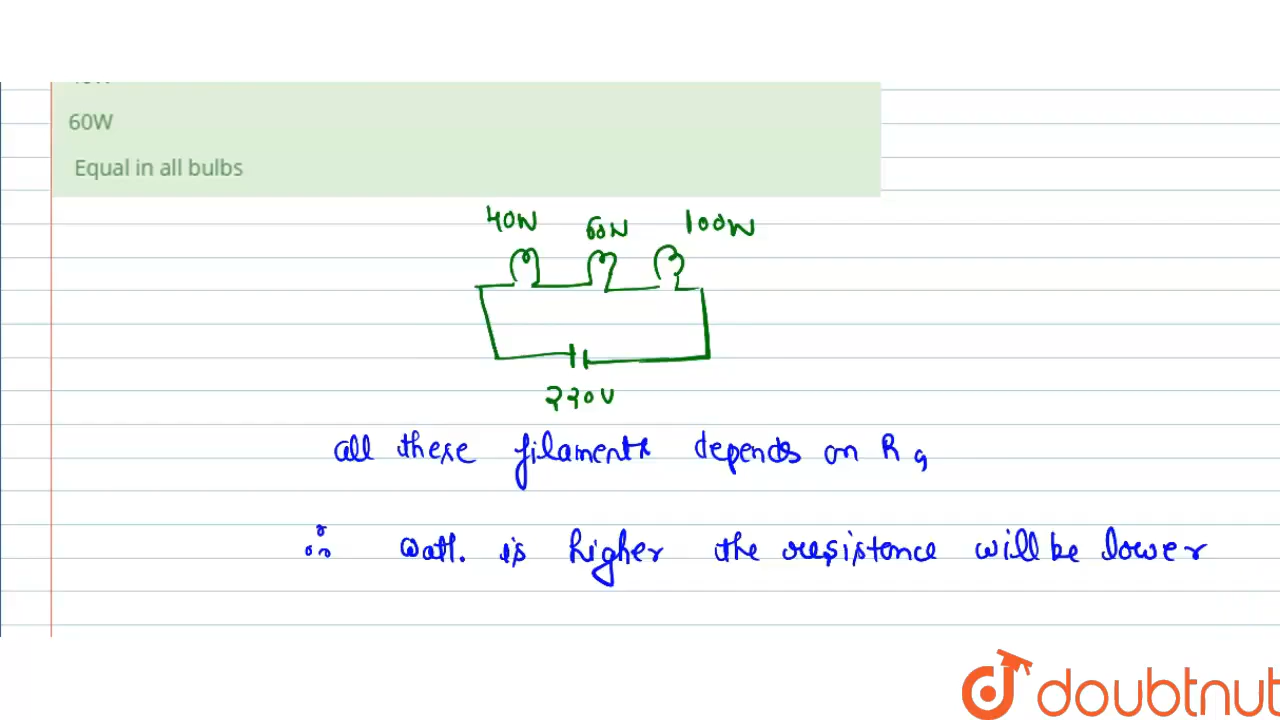 60W
Equal in all bulbs
40W 60W 100W
220V
all these filaments depends on R
∴ watt. is higher the resistence will be lower
doubtnut